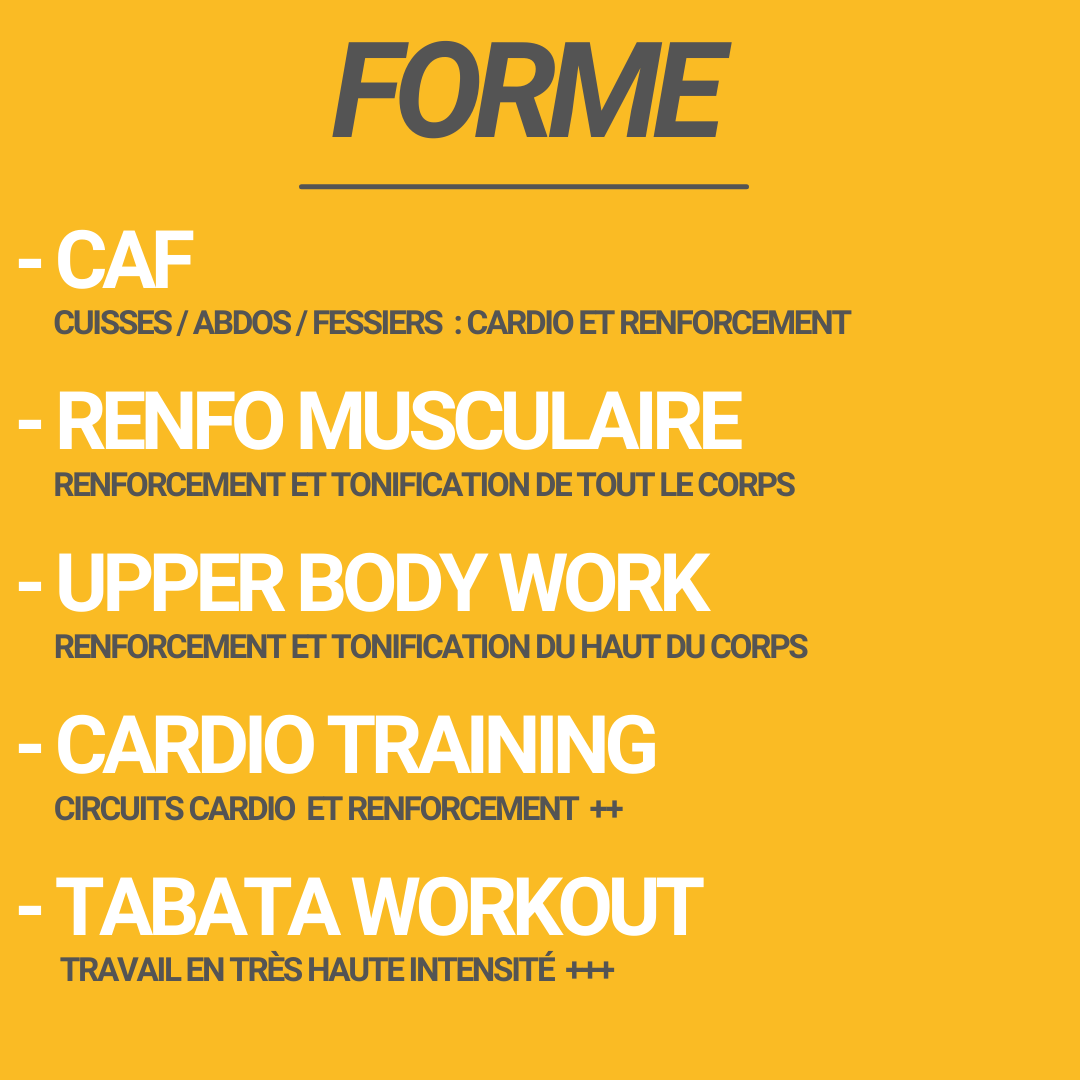 FORME
- CAF
CUISSES / ABDOS / FESSIERS : CARDIO ET RENFORCEMENT
- RENFO MUSCULAIRE
RENFORCEMENT ET TONIFICATION DE TOUT LE CORPS
- UPPER BODY WORK
RENFORCEMENT ET TONIFICATION DU HAUT DU CORPS
- CARDIO TRAINING
CIRCUITS CARDIO ET RENFORCEMENT ++
- TABATA WORKOUT
TRAVAIL EN TRÈS HAUTE INTENSITÉ +++